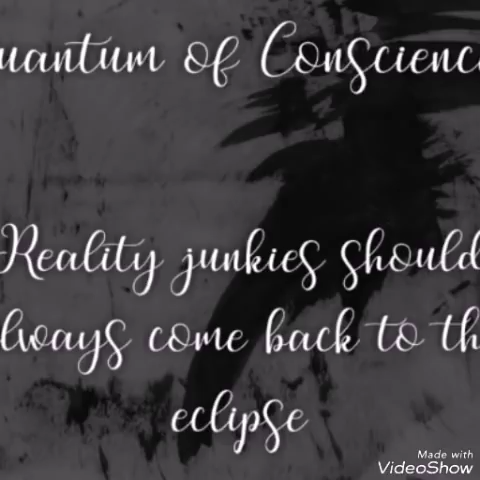 uantum of Conscienc
Reality junkies should
lways come back to th
eclipse
Made with
VideoShow